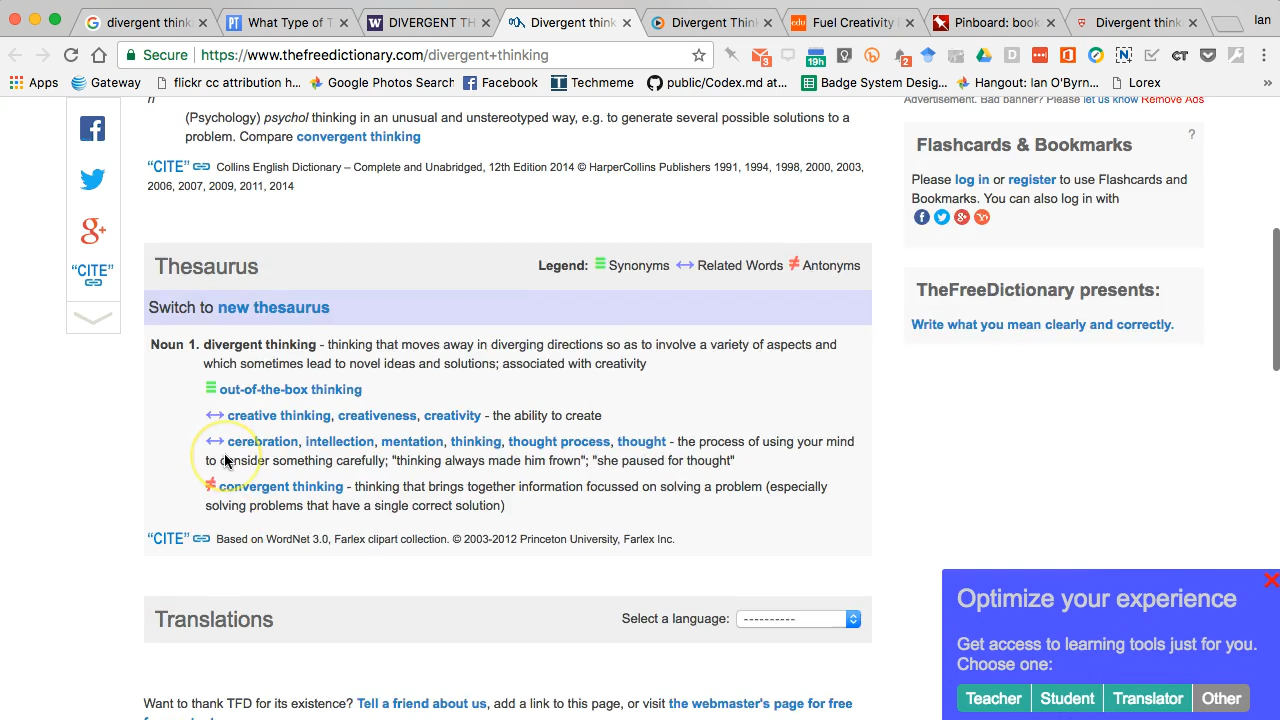 divergent think
What Type of T
DIVERGENT TH
Divergent think
Divergent Think
Fuel Creativity
Pinboard: book
Divergent think
Ian
Secure https://www.thefreedictionary.com/divergent+thinking
3
19h
2
Apps Gateway flickr cc attribution h... Google Photos Search Facebook Techmeme public/Codex.md at... Badge System Desig... Hangout: Ian O'Byrn... Lorex »
n
(Psychology) psychol thinking in an unusual and unstereotyped way, e.g. to generate several possible solutions to a
problem. Compare convergent thinking
“CITE” Collins English Dictionary – Complete and Unabridged, 12th Edition 2014 © HarperCollins Publishers 1991, 1994, 1998, 2000, 2003,
2006, 2007, 2009, 2011, 2014
“CITE”
Thesaurus
Legend: Synonyms Related Words Antonyms
Switch to new thesaurus
Noun 1. divergent thinking - thinking that moves away in diverging directions so as to involve a variety of aspects and
which sometimes lead to novel ideas and solutions; associated with creativity
out-of-the-box thinking
creative thinking, creativeness, creativity - the ability to create
cerebration, intellection, mentation, thinking, thought process, thought - the process of using your mind
to consider something carefully; "thinking always made him frown"; "she paused for thought"
convergent thinking - thinking that brings together information focussed on solving a problem (especially
solving problems that have a single correct solution)
“CITE” Based on WordNet 3.0, Farlex clipart collection. © 2003-2012 Princeton University, Farlex Inc.
Translations
Select a language: ----------
Want to thank TFD for itexistence? Tell a friend about us, add a link to this page, or visit the webmaster's page for free
Advertisement. Bad banner? Please let us know Remove Ads
Flashcards & Bookmarks ?
Please log in or register to use Flashcards and
Bookmarks. You can also log in with
TheFreeDictionary presents:
Write what you mean clearly and correctly.
Optimize your experience
Get access to learning tools just for you.
Choose one:
Teacher Student Translator Other